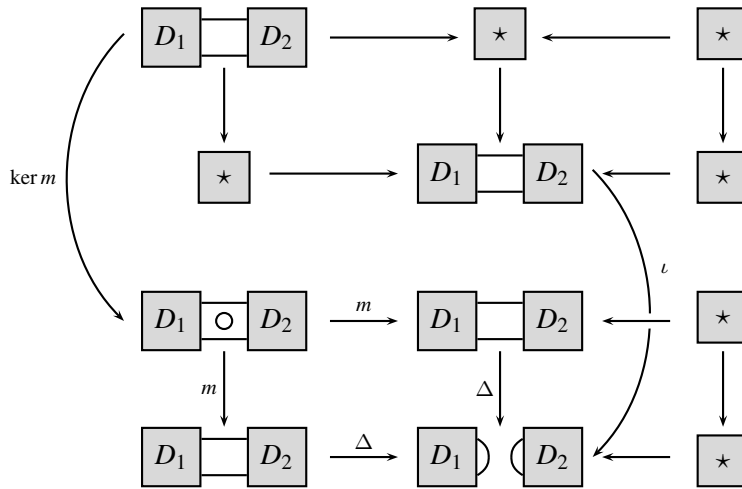 D₁ D₂ ⋆ ⋆
ker m
⋆ D₁ D₂ ⋆
ι
D₁ D₂ m D₁ D₂ ⋆
m Δ
D₁ D₂ Δ D₁ D₂ ⋆